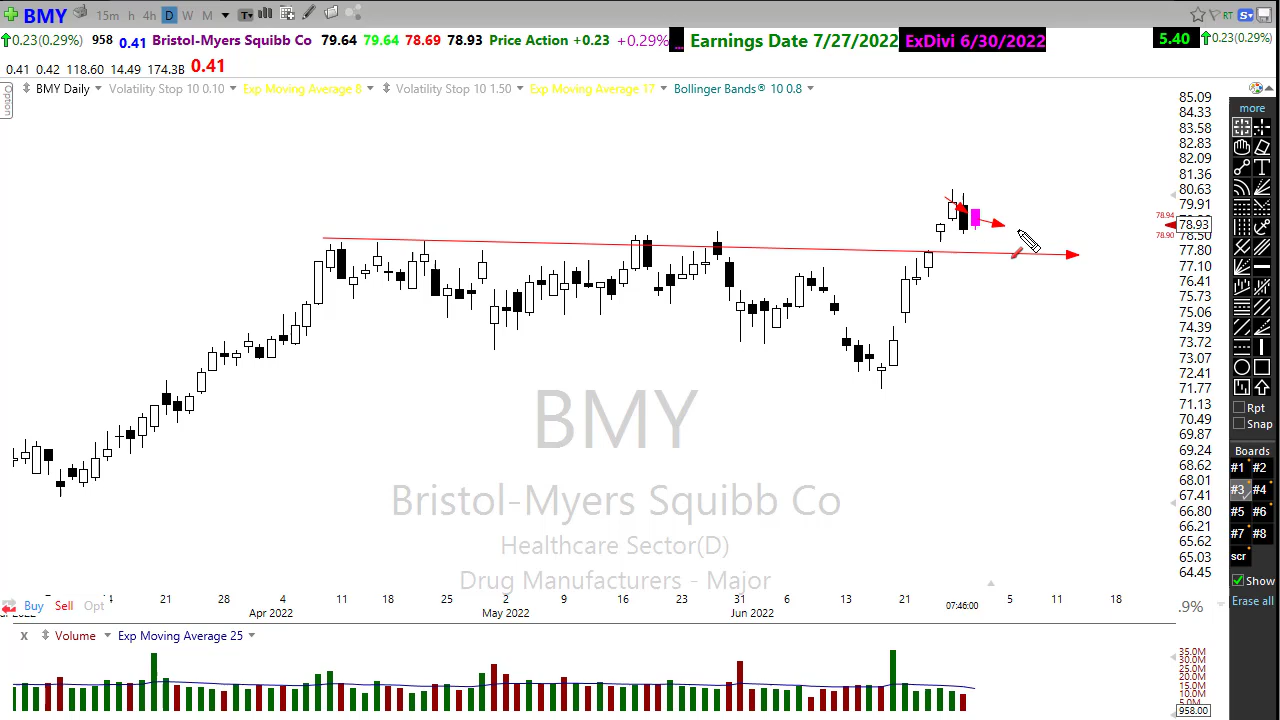 BMY 15m h 4h D W M T RT S
0.23(0.29%) 958 0.41 Bristol-Myers Squibb Co 79.64 79.64 78.69 78.93 Price Action +0.23 +0.29% ... Earnings Date 7/27/2022 ExDivi 6/30/2022 5.40 0.23(0.29%)
0.41 0.42 118.60 14.49 174.3B 0.41
Option
BMY Daily Volatility Stop 10 0.10 Exp Moving Average 8 Volatility Stop 10 1.50 Exp Moving Average 17 Bollinger Bands® 10 0.8
85.09
84.33
83.58
82.83
82.09
81.36
80.63
79.91
78.94
78.93
78.90
78.50
77.80
77.10
76.41
75.73
75.06
74.39
73.72
73.07
72.41
71.77
71.13
70.49
69.87
69.24
68.62
68.01
67.41
66.80
66.21
65.62
65.03
64.45
more
T
Rpt
Snap
Boards
#1 #2
#3 #4
#5 #6
#7 #8
scr
Show
Erase all
BMY
Bristol-Myers Squibb Co
Healthcare Sector(D)
Drug Manufacturers - Major
Buy Sell Opt
14 21 28 4 11 18 25 2 9 16 23 31 6 13 21 07:46:00 5 11 18
2022 Apr 2022 May 2022 Jun 2022
.9%
x Volume Exp Moving Average 25
35.0M
30.0M
25.0M
20.0M
15.0M
10.0M
5.0M
958.00